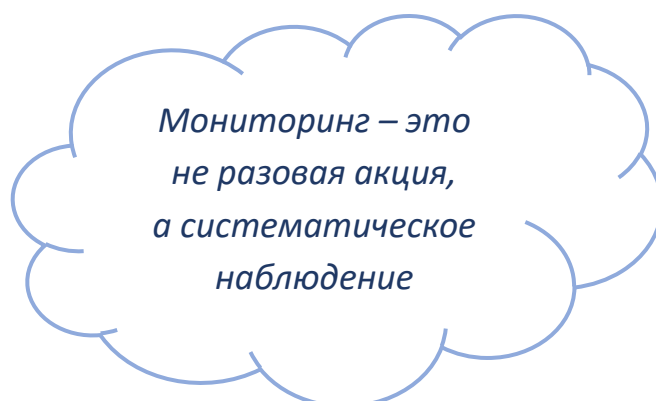 Мониторинг – это
не разовая акция,
а систематическое
наблюдение